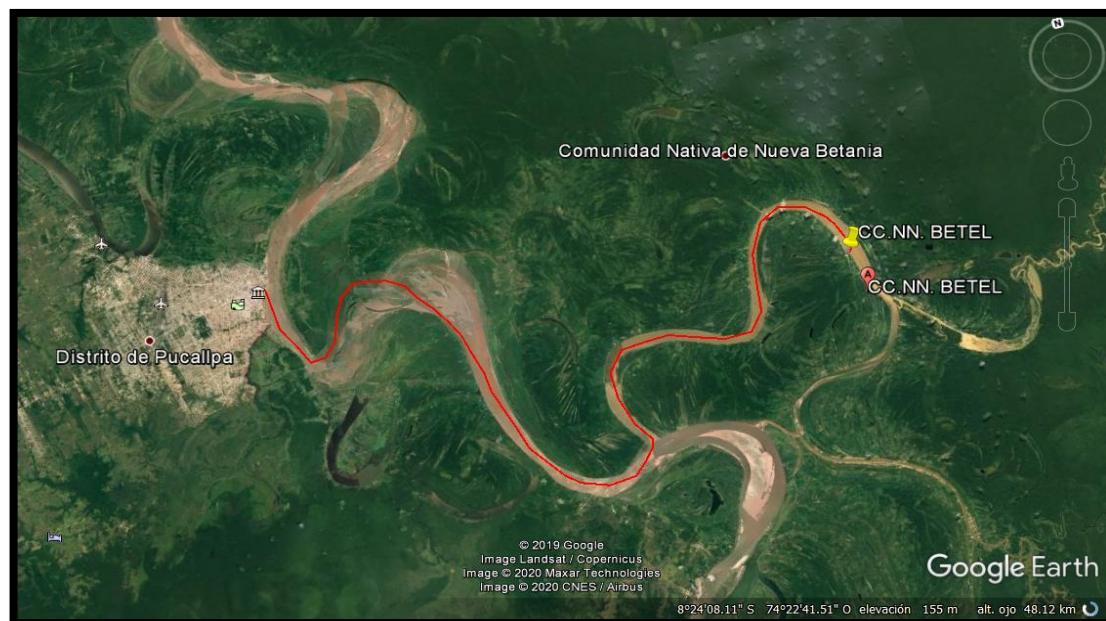 N
Comunidad Nativa de Nueva Betania
CC.NN. BETEL
A
CC.NN. BETEL
Distrito de Pucallpa
© 2019 Google
Image Landsat / Copernicus
Image © 2020 Maxar Technologies
Image © 2020 CNES / Airbus
Google Earth
8°24'08.11" S 74°22'41.51" O elevación 155 m alt. ojo 48.12 km